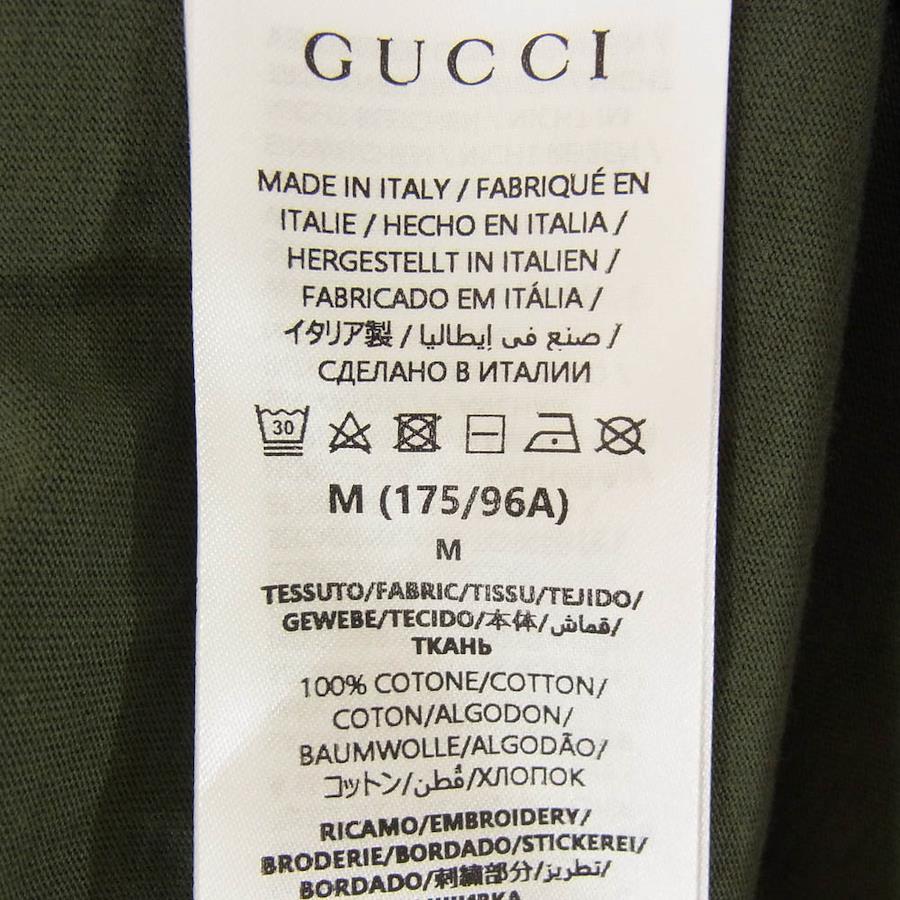 GUCCI
MADE IN ITALY / FABRIQUÉ EN
ITALIE / HECHO EN ITALIA /
HERGESTELLT IN ITALIEN /
FABRICADO EM ITÁLIA /
イタリア製 / صنع في إيطاليا /
СДЕЛАНО В ИТАЛИИ
30
M (175/96A)
M
TESSUTO/FABRIC/TISSU/TEJIDO/
GEWEBE/TECIDO/本体/قماش/
ТКАНЬ
100% COTONE/COTTON/
COTON/ALGODON/
BAUMWOLLE/ALGODÃO/
コットン/قُطن/ХЛОПОК
RICAMO/EMBROIDERY/
BRODERIE/BORDADO/STICKEREI/
BORDADO/刺繍部分/تطريز/